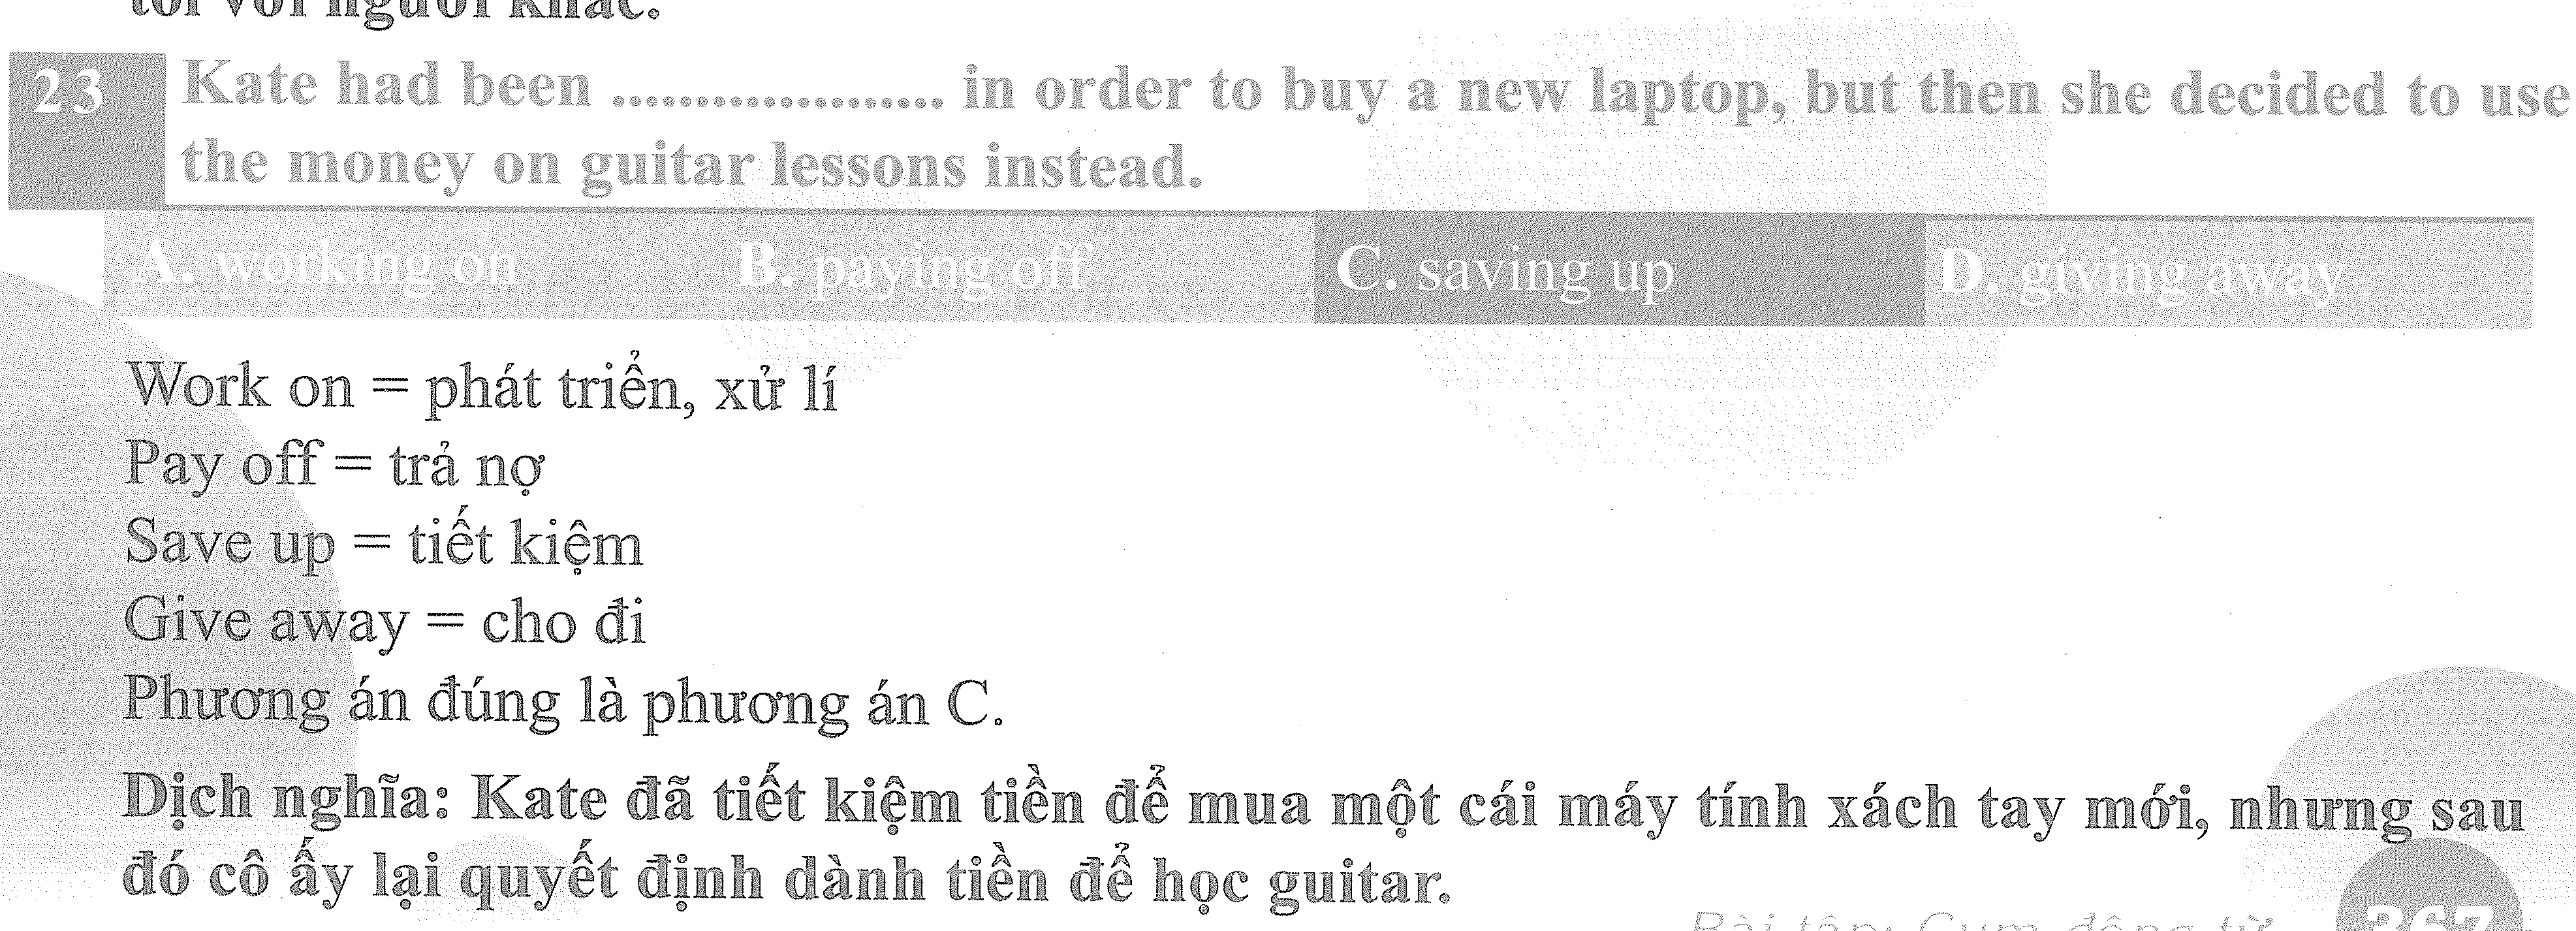 tôi với người khác.
23 Kate had been .................... in order to buy a new laptop, but then she decided to use
the money on guitar lessons instead.
A. working on B. paying off C. saving up D. giving away
Work on = phát triển, xử lí
Pay off = trả nợ
Save up = tiết kiệm
Give away = cho đi
Phương án đúng là phương án C.
Dịch nghĩa: Kate đã tiết kiệm tiền để mua một cái máy tính xách tay mới, nhưng sau
đó cô ấy lại quyết định dành tiền để học guitar.
Bài tập: Cụm động từ 367